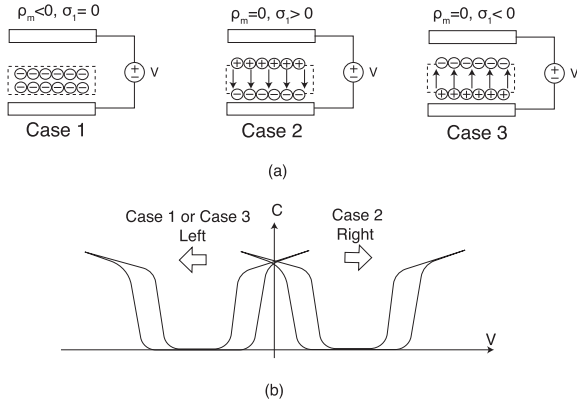 ρm<0, σ1= 0
ρm=0, σ1> 0
ρm=0, σ1< 0
V
V
V
Case 1
Case 2
Case 3
(a)
Case 1 or Case 3
Left
C
Case 2
Right
V
(b)